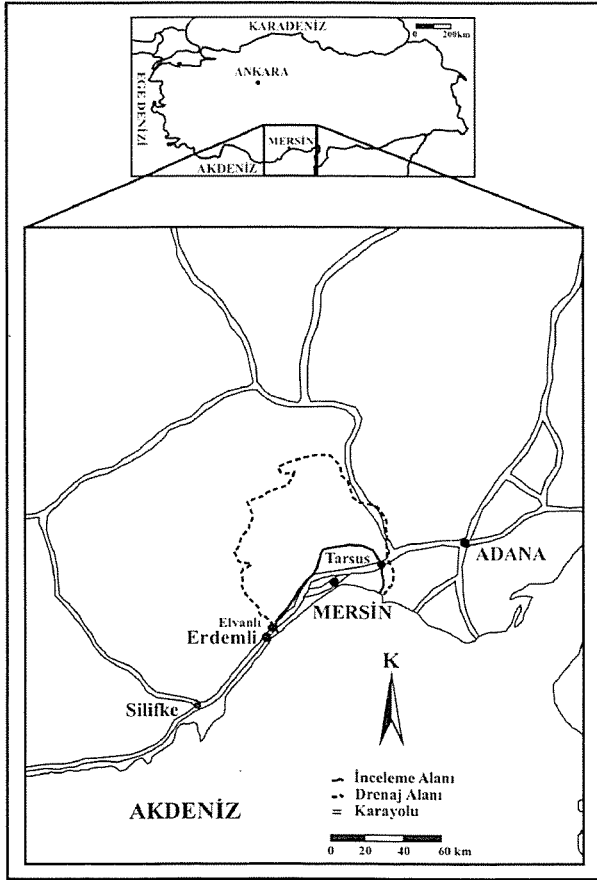 KARADENİZ
0 200km
ANKARA
EGE DENİZİ
MERSİN
AKDENİZ
Tarsus
ADANA
MERSİN
Elvanlı
Erdemli
K
Silifke
İnceleme Alanı
Drenaj Alanı
Karayolu
AKDENİZ
0 20 40 60 km